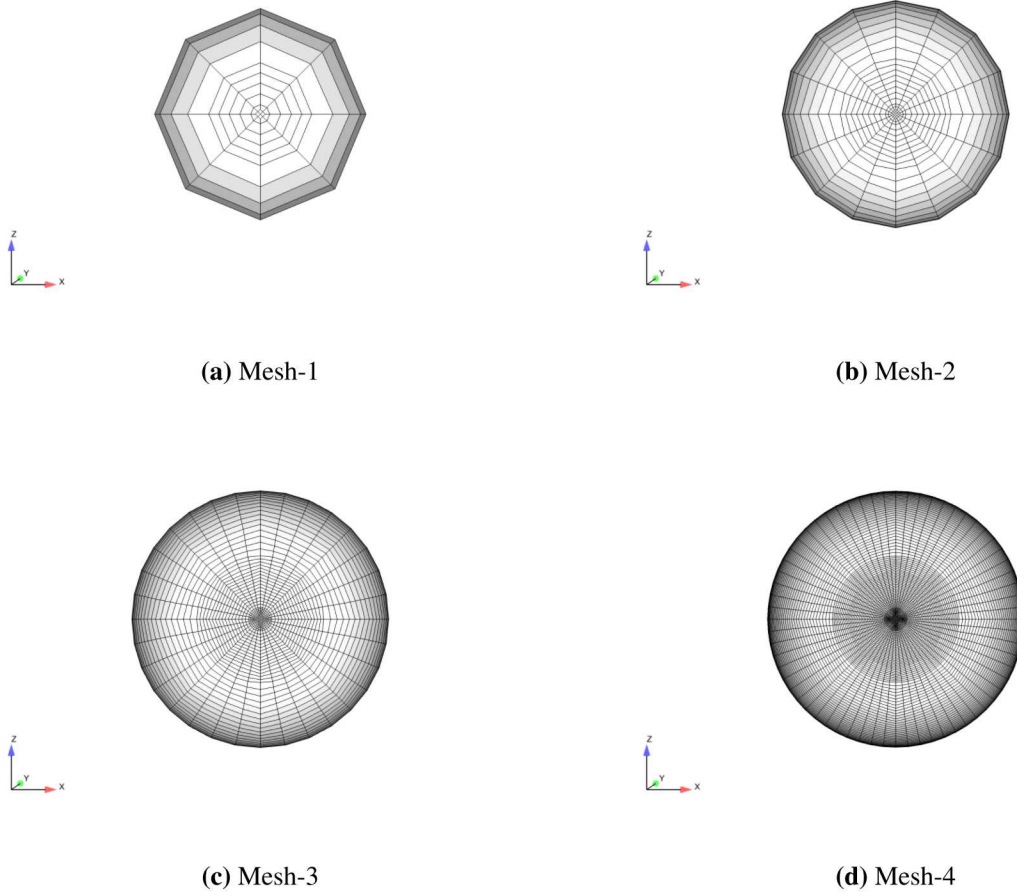 Z
Y
X
Z
Y
X
(a) Mesh-1
(b) Mesh-2
Z
Y
X
Z
Y
X
(c) Mesh-3
(d) Mesh-4